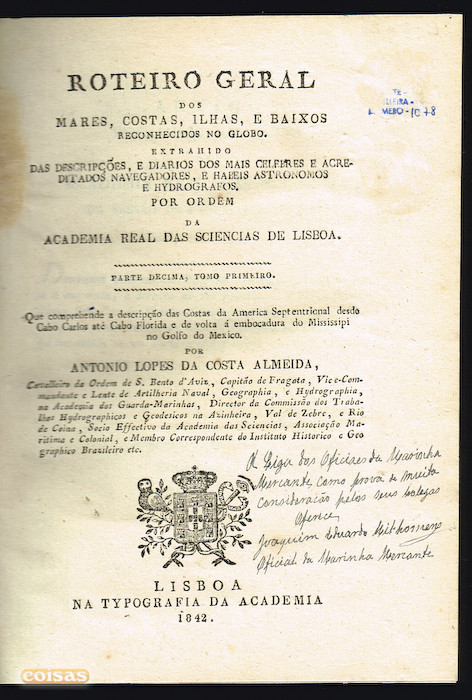 ROTEIRO GERAL
DOS
MARES, COSTAS, ILHAS, E BAIXOS
RECONHECIDOS NO GLOBO.
EXTRAHIDO
DAS DESCRIPÇÕES, E DIARIOS DOS MAIS CELEBRES E ACRE-
DITADOS NAVEGADORES, E HABEIS ASTRONOMOS
E HYDROGRAFOS.
POR ORDEM
DA
ACADEMIA REAL DAS SCIENCIAS DE LISBOA.
PARTE DECIMA, TOMO PRIMEIRO.
Que comprehende a descripção das Costas da America Septentrional desde
Cabo Carlos até Cabo Florida e de volta á embocadura do Mississipi
no Golfo do Mexico.
POR
ANTONIO LOPES DA COSTA ALMEIDA,
Cavalleiro da Ordem de S. Bento d'Aviz, Capitão de Fragata, Vice-Com-
mandante e Lente de Artilheria Naval, Geographia, e Hydrographia,
na Academia dos Guarda-Marinhas, Director da Commissão dos Traba-
lhos Hydrographicos e Geodesicos na Azinheira, Val de Zebre, e Rio
de Coina, Socio Effectivo da Academia das Sciencias, Associação Ma-
ritima e Colonial, e Membro Correspondente do Instituto Historico e Geo
graphico Brazileiro etc.
A Liga dos Officiaes da Marinha
Mercante como prova de muita
consideração pelos seus collegas
Oferece
Joaquim Eduardo
Official da Marinha Mercante
LISBOA
NA TYPOGRAFIA DA ACADEMIA
1842.
coisas